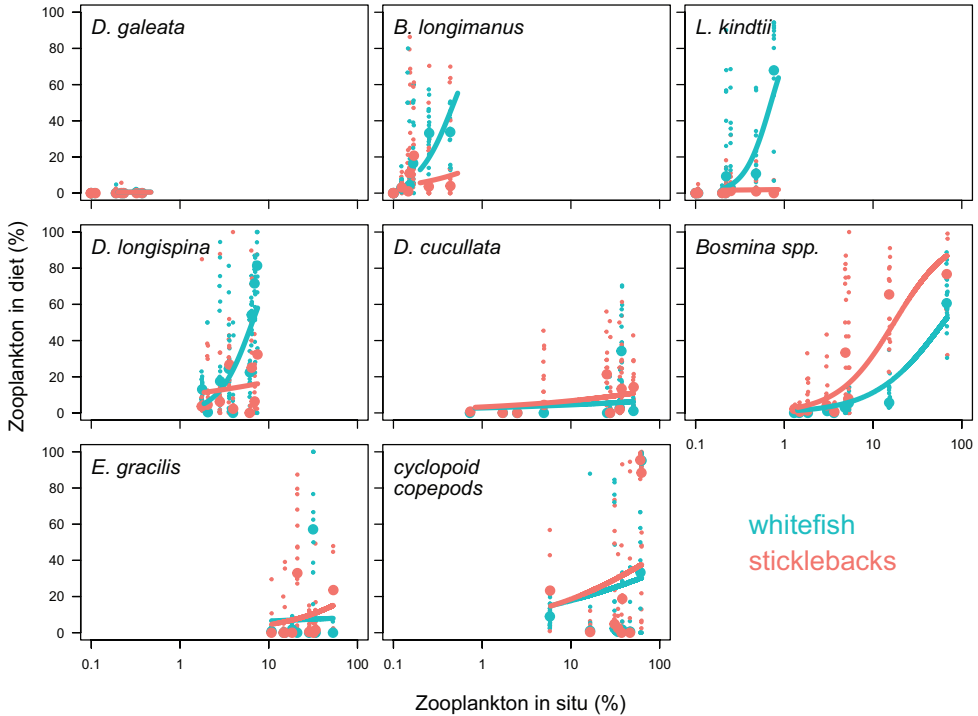 D. galeata
B. longimanus
L. kindtii
100
80
60
40
20
0
D. longispina
D. cucullata
Bosmina spp.
100
80
60
40
20
0
0.1 1 10 100
E. gracilis
cyclopoid
copepods
100
80
60
40
20
0
0.1 1 10 100
0.1 1 10 100
whitefish
sticklebacks
Zooplankton in diet (%)
Zooplankton in situ (%)